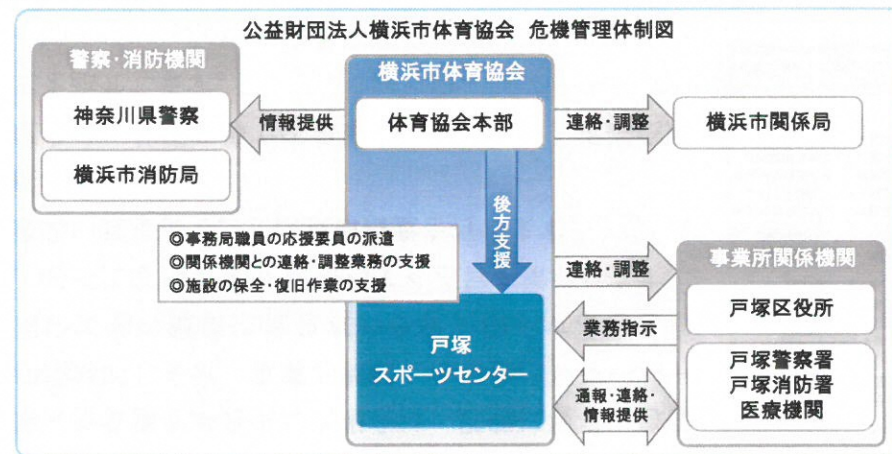 公益財団法人横浜市体育協会 危機管理体制図
警察・消防機関
神奈川県警察
横浜市消防局
情報提供
横浜市体育協会
体育協会本部
連絡・調整
横浜市関係局
後方支援
◎事務局職員の応援要員の派遣
◎関係機関との連絡・調整業務の支援
◎施設の保全・復旧作業の支援
戸塚
スポーツセンター
連絡・調整
業務指示
通報・連絡・
情報提供
事業所関係機関
戸塚区役所
戸塚警察署
戸塚消防署
医療機関